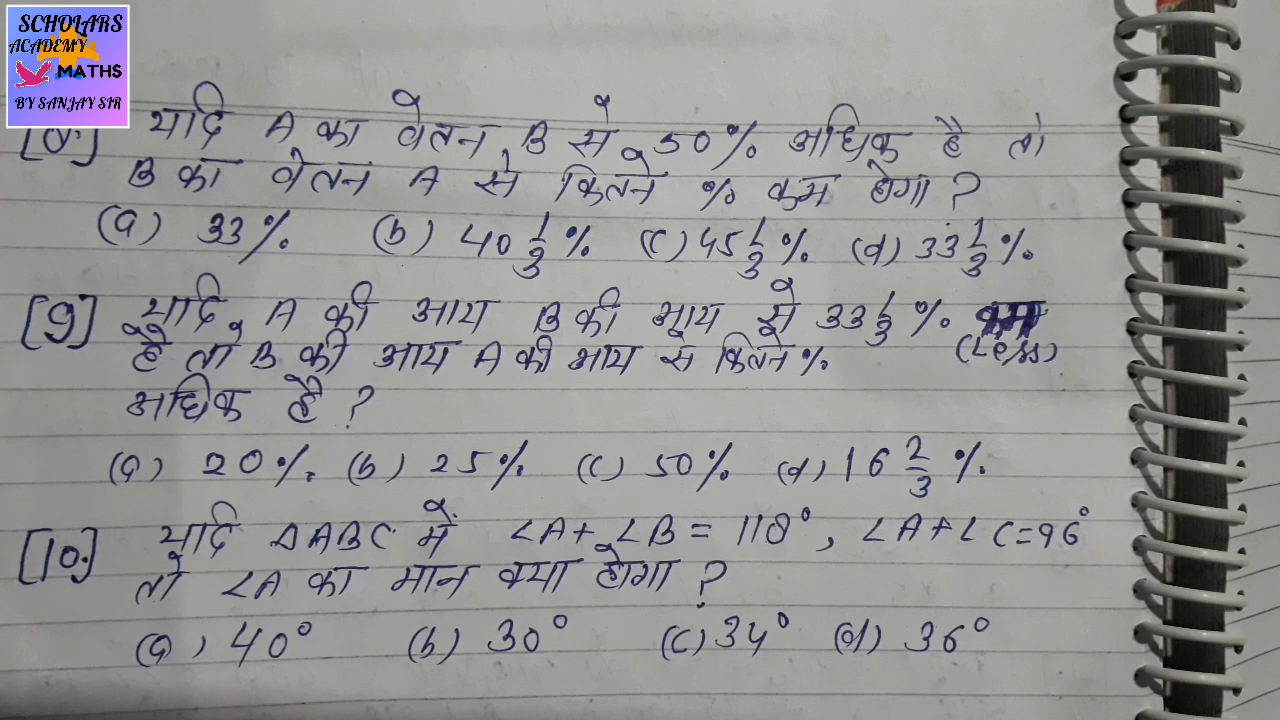 SCHOLARS
ACADEMY
MATHS
BY SANJAY SIR
[8.] यदि A का वेतन B से 50% अधिक है तो
B का वेतन A से कितने % कम होगा ?
(a) 33% (b) 40 1/3 % (c) 45 1/3 % (d) 33 1/3 %.
[9] यदि A की आय B की आय से 33 1/3 % कम
है तो B की आय A की आय से कितने % (Less)
अधिक है ?
(a) 20%. (b) 25% (c) 50% (d) 16 2/3 %.
[10.] यदि ΔABC में ∠A+∠B = 118°, ∠A+∠C=96°
तो ∠A का मान क्या होगा ?
(a) 40° (b) 30° (c) 34° (d) 36°